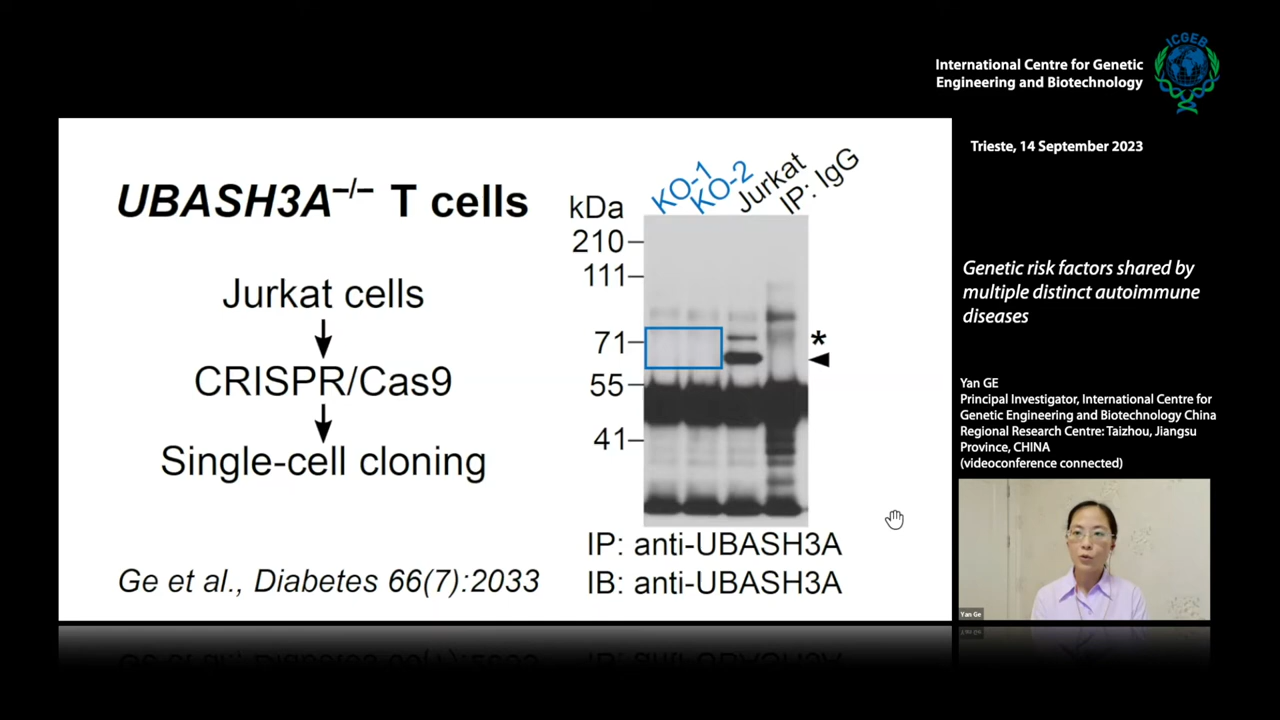 ICGEB
International Centre for Genetic
Engineering and Biotechnology
Trieste, 14 September 2023
UBASH3A–/– T cells
Jurkat cells
CRISPR/Cas9
Single-cell cloning
Ge et al., Diabetes 66(7):2033
KO-1
KO-2
Jurkat
IP: IgG
kDa
210
111
71
*
55
41
IP: anti-UBASH3A
IB: anti-UBASH3A
Genetic risk factors shared by
multiple distinct autoimmune
diseases
Yan GE
Principal Investigator, International Centre for
Genetic Engineering and Biotechnology China
Regional Research Centre: Taizhou, Jiangsu
Province, CHINA
(videoconference connected)
Yan Ge